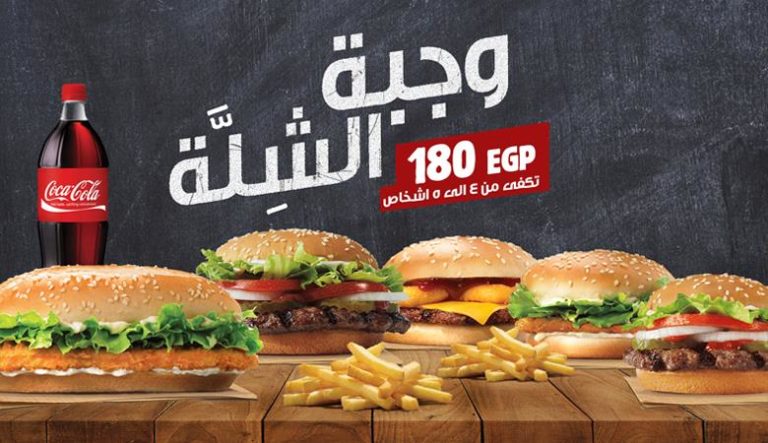 وجبة
الشِلَّة
180 EGP
تكفى من ٤ الى ٥ اشخاص
Coca-Cola